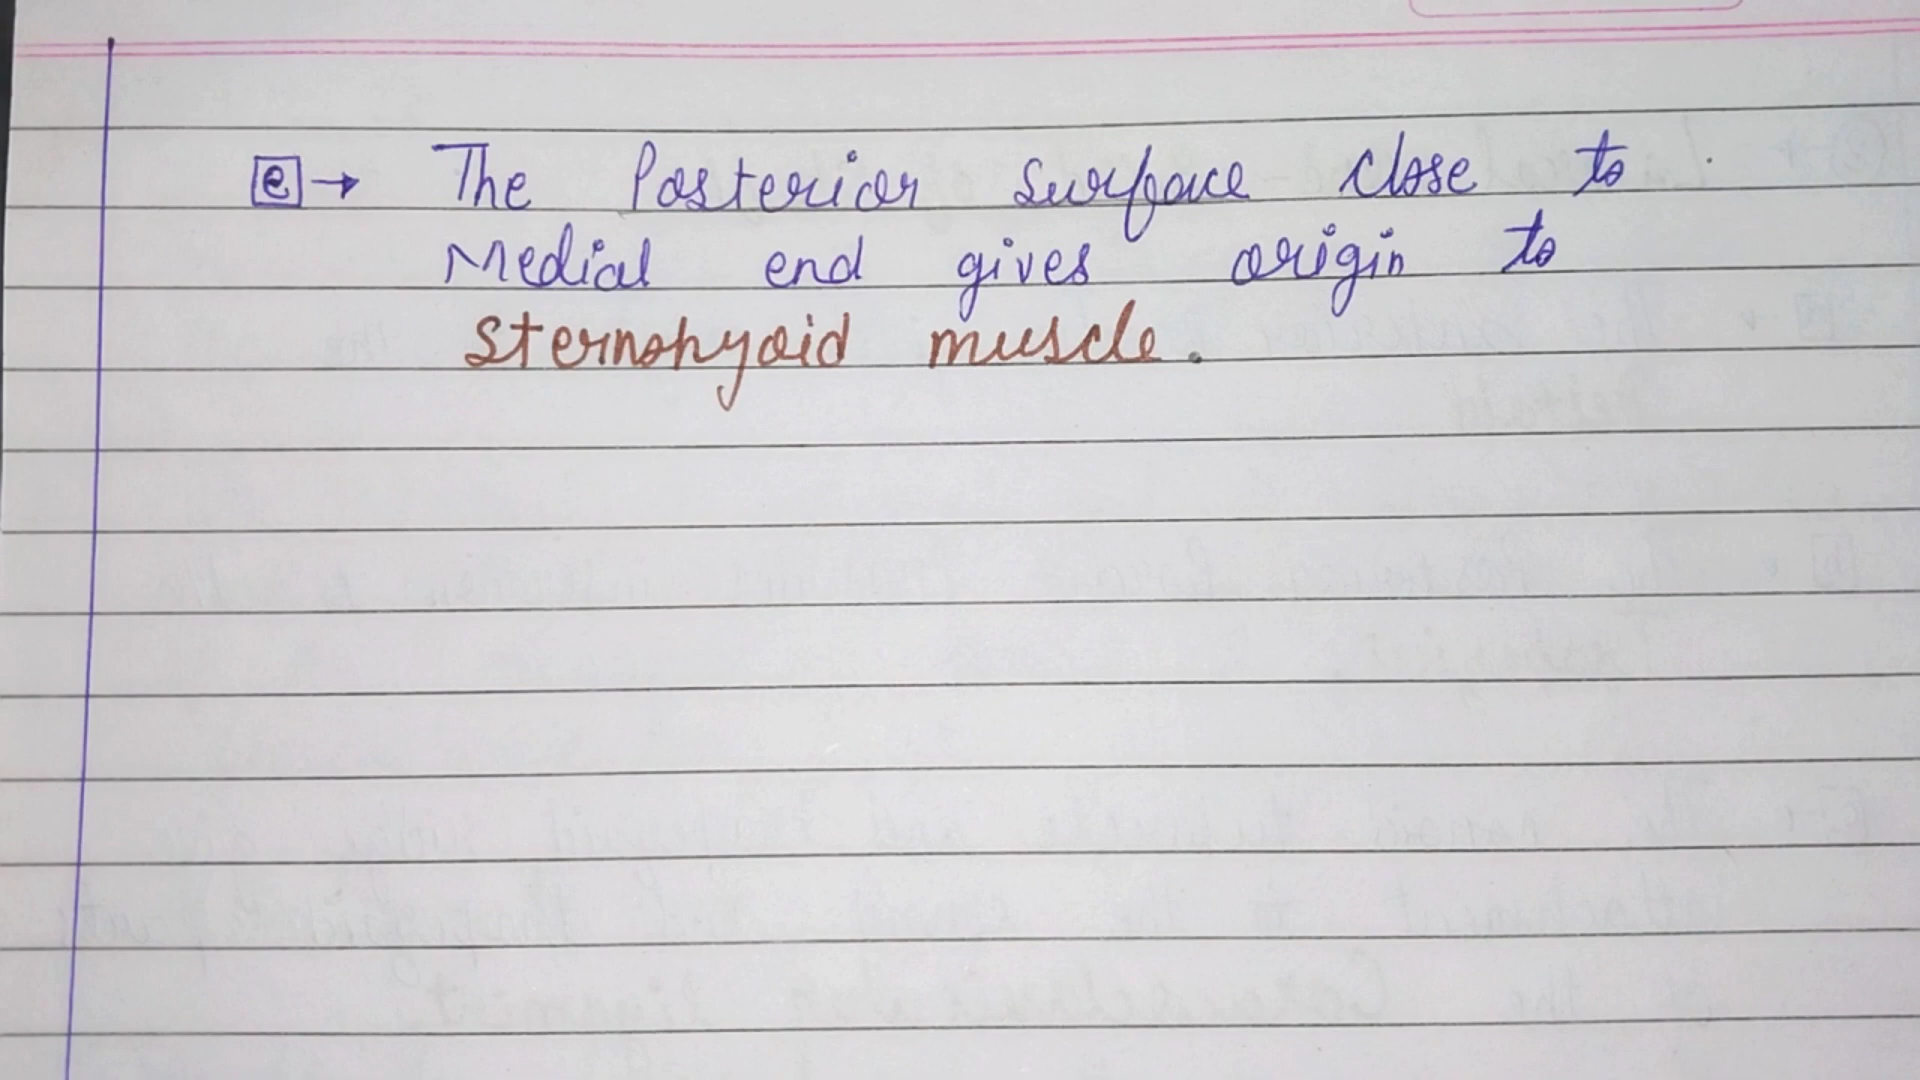 e → The Posterior surface close to
Medial end gives origin to
sternohyoid muscle.